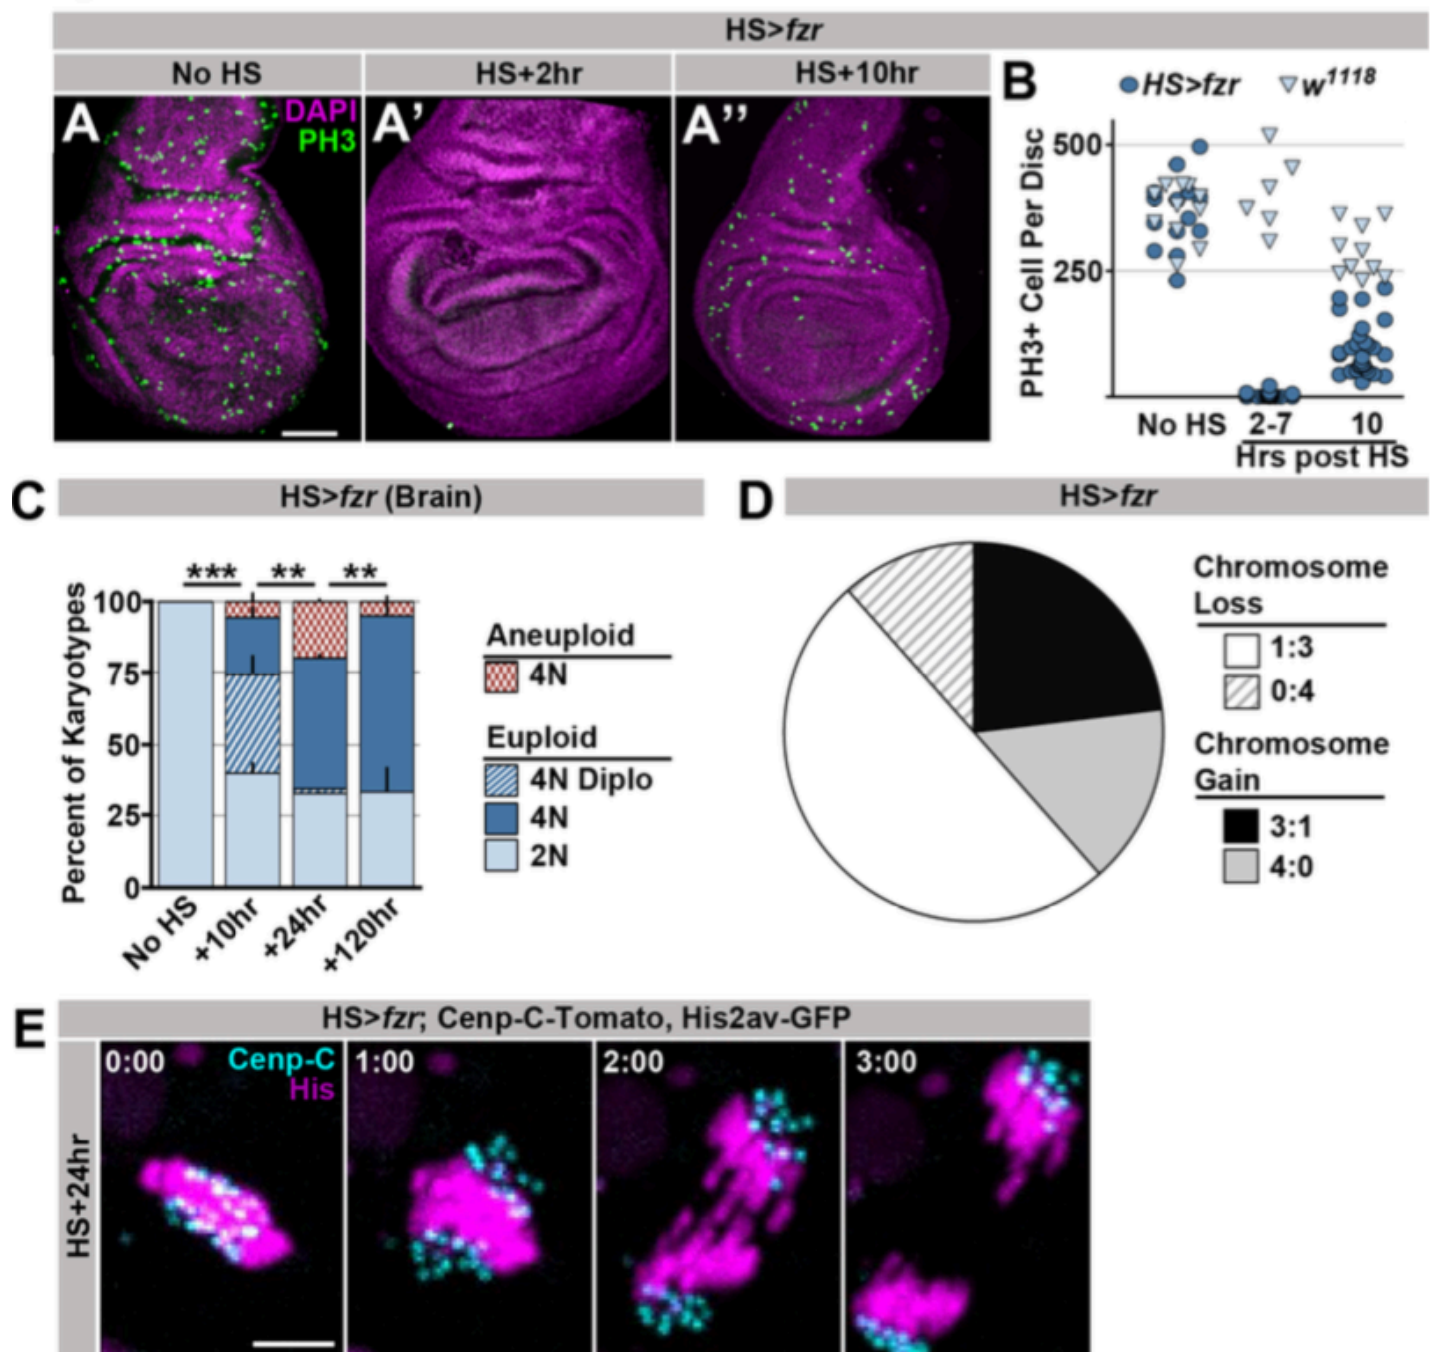 HS>fzr
No HS
HS+2hr
HS+10hr
A
DAPI
PH3
A'
A''
B
HS>fzr
w1118
PH3+ Cell Per Disc
500
250
No HS
2-7
10
Hrs post HS
C
HS>fzr (Brain)
***
**
**
Percent of Karyotypes
100
75
50
25
0
No HS
+10hr
+24hr
+120hr
Aneuploid
4N
Euploid
4N Diplo
4N
2N
D
HS>fzr
Chromosome
Loss
1:3
0:4
Chromosome
Gain
3:1
4:0
E
HS>fzr; Cenp-C-Tomato, His2av-GFP
HS+24hr
0:00
Cenp-C
His
1:00
2:00
3:00